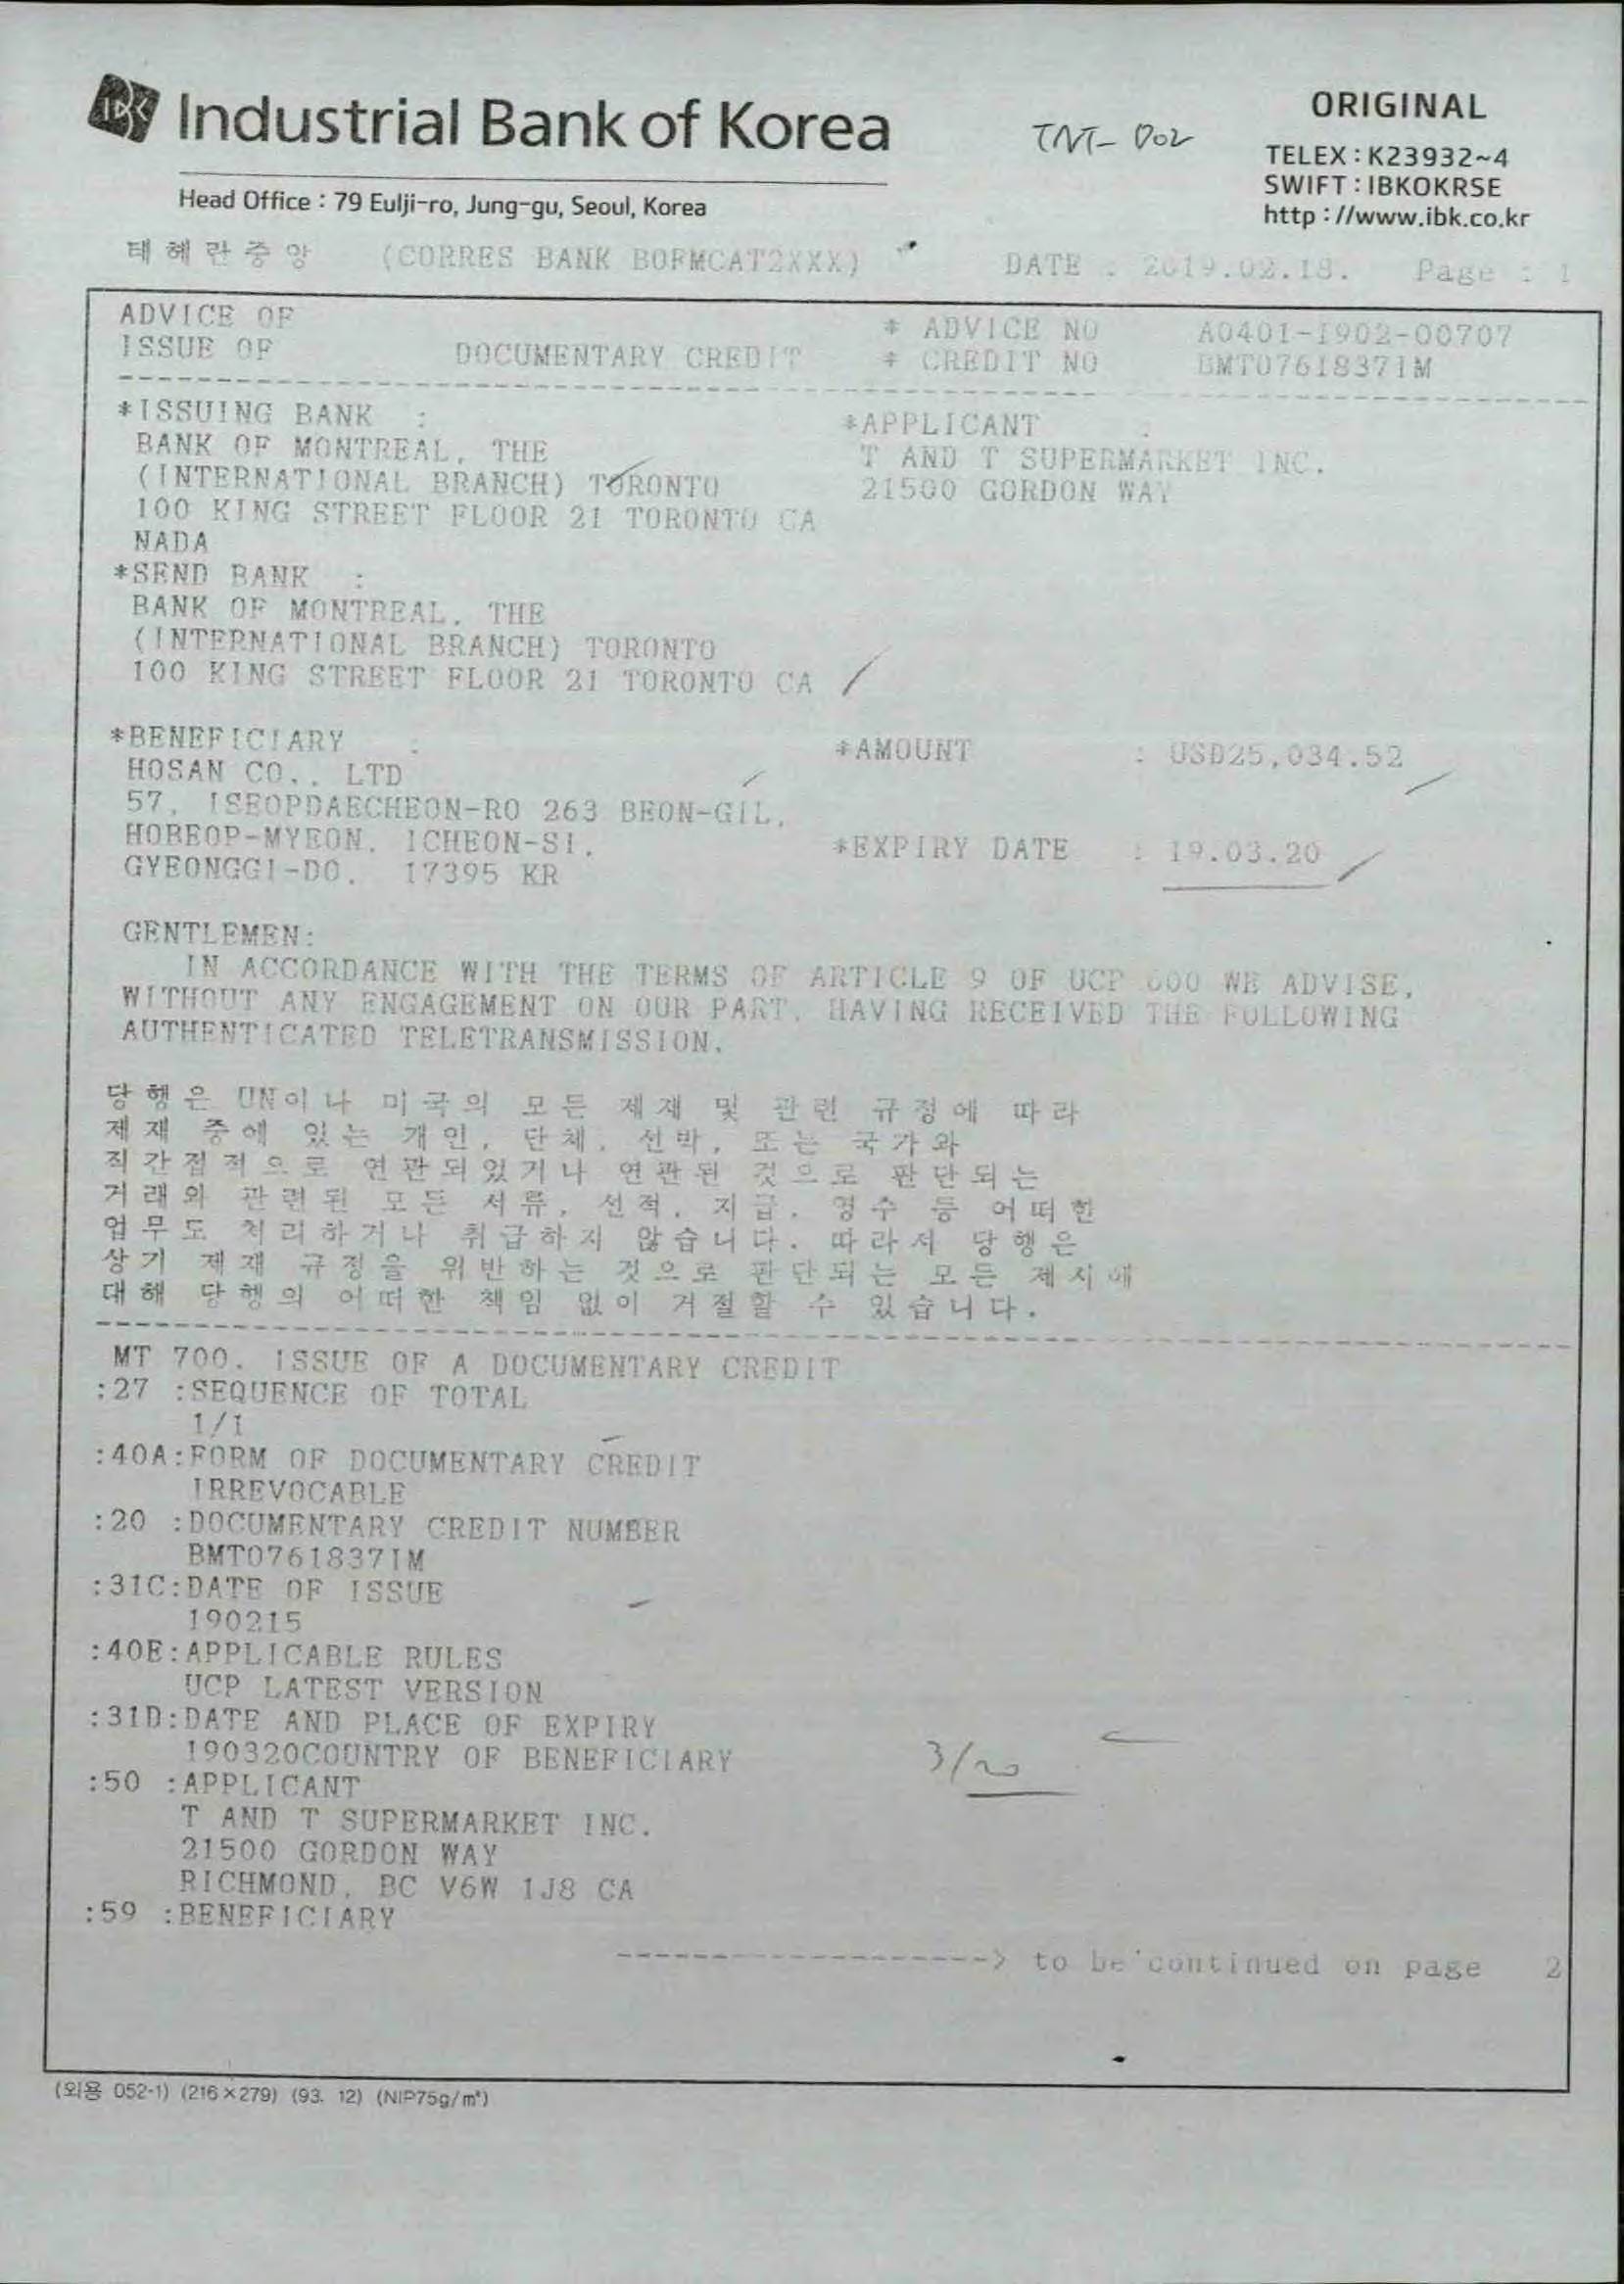 IBK Industrial Bank of Korea
TNT-002
ORIGINAL
TELEX : K23932~4
SWIFT : IBKOKRSE
http : //www.ibk.co.kr
Head Office : 79 Eulji-ro, Jung-gu, Seoul, Korea
테헤란중앙 (CORRES BANK BOFMCAT2XXX) DATE : 2019.02.18. Page : 1
ADVICE OF * ADVICE NO A0401-1902-00707
ISSUE OF DOCUMENTARY CREDIT * CREDIT NO BMTO761837IM
*ISSUING BANK : *APPLICANT :
BANK OF MONTREAL, THE T AND T SUPERMARKET INC.
(INTERNATIONAL BRANCH) TORONTO 21500 GORDON WAY
100 KING STREET FLOOR 21 TORONTO CA
NADA
*SEND BANK :
BANK OF MONTREAL, THE
(INTERNATIONAL BRANCH) TORONTO
100 KING STREET FLOOR 21 TORONTO CA
*BENEFICIARY : *AMOUNT : USD25,034.52
HOSAN CO., LTD
57, ISEOPDAECHEON-RO 263 BEON-GIL,
HOBEOP-MYEON, ICHEON-SI, *EXPIRY DATE : 19.03.20
GYEONGGI-DO, 17395 KR
GENTLEMEN:
IN ACCORDANCE WITH THE TERMS OF ARTICLE 9 OF UCP 600 WE ADVISE,
WITHOUT ANY ENGAGEMENT ON OUR PART, HAVING RECEIVED THE FOLLOWING
AUTHENTICATED TELETRANSMISSION.
당행은 UN이나 미국의 모든 제재 및 관련 규정에 따라
제재 중에 있는 개인, 단체, 선박, 또는 국가와
직간접적으로 연관되었거나 연관된 것으로 판단되는
거래와 관련된 모든 서류, 선적, 지급, 영수 등 어떠한
업무도 처리하거나 취급하지 않습니다. 따라서 당행은
상기 제재 규정을 위반하는 것으로 판단되는 모든 제시에
대해 당행의 어떠한 책임 없이 거절할 수 있습니다.
MT 700. ISSUE OF A DOCUMENTARY CREDIT
:27 :SEQUENCE OF TOTAL
1/1
:40A:FORM OF DOCUMENTARY CREDIT
IRREVOCABLE
:20 :DOCUMENTARY CREDIT NUMBER
BMTO761837IM
:31C:DATE OF ISSUE
190215
:40E:APPLICABLE RULES
UCP LATEST VERSION
:31D:DATE AND PLACE OF EXPIRY
190320COUNTRY OF BENEFICIARY 3/20
:50 :APPLICANT
T AND T SUPERMARKET INC.
21500 GORDON WAY
RICHMOND, BC V6W 1J8 CA
:59 :BENEFICIARY
-------------------> to be continued on page 2
(외용 052-1) (216×279) (93. 12) (NIP75g/m²)